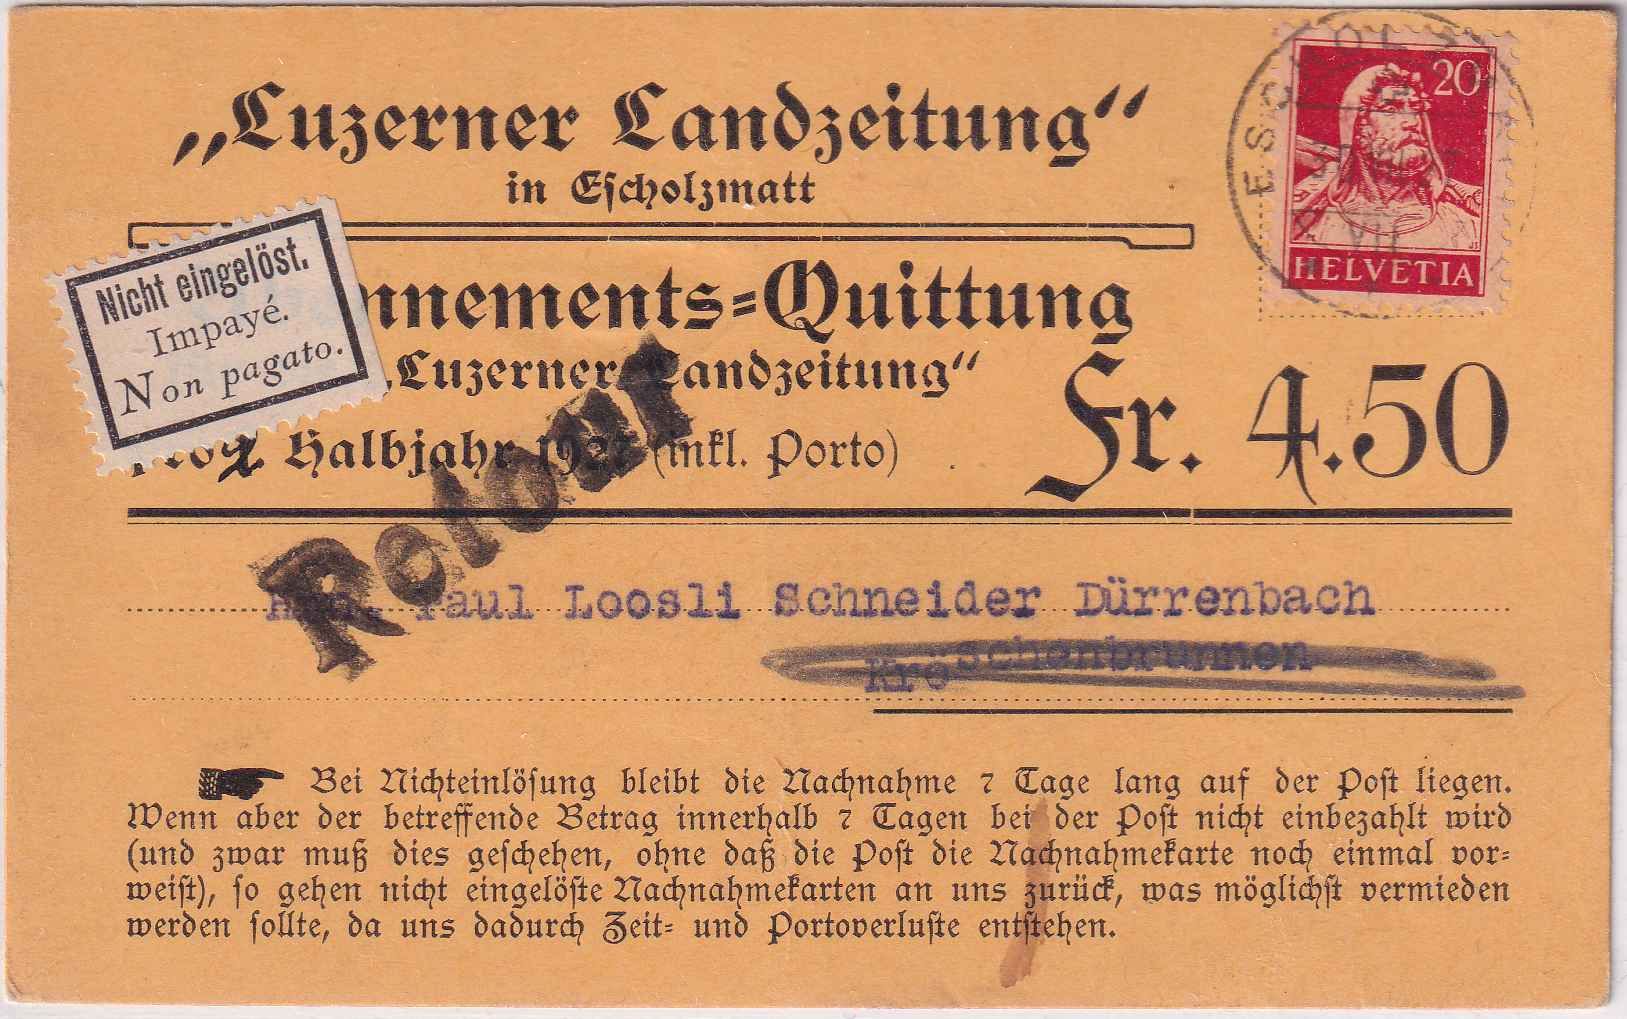 „Luzerner Landzeitung“
in Escholzmatt
20
HELVETIA
ESCHOLZ
Nicht eingelöst.
Impayé.
Non pagato.
nnements=Quittung
„Luzerner Landzeitung“
Fr. 4.50
Halbjahr 1927 (inkl. Porto)
Retour
Paul Loosli Schneider Dürrenbach
Krö Schönbrunnen
Bei Nichteinlösung bleibt die Nachnahme 7 Tage lang auf der Post liegen.
Wenn aber der betreffende Betrag innerhalb 7 Tagen bei der Post nicht einbezahlt wird
(und zwar muß dies geschehen, ohne daß die Post die Nachnahmekarte noch einmal vor=
weist), so gehen nicht eingelöste Nachnahmekarten an uns zurück, was möglichst vermieden
werden sollte, da uns dadurch Zeit= und Portoverluste entstehen.